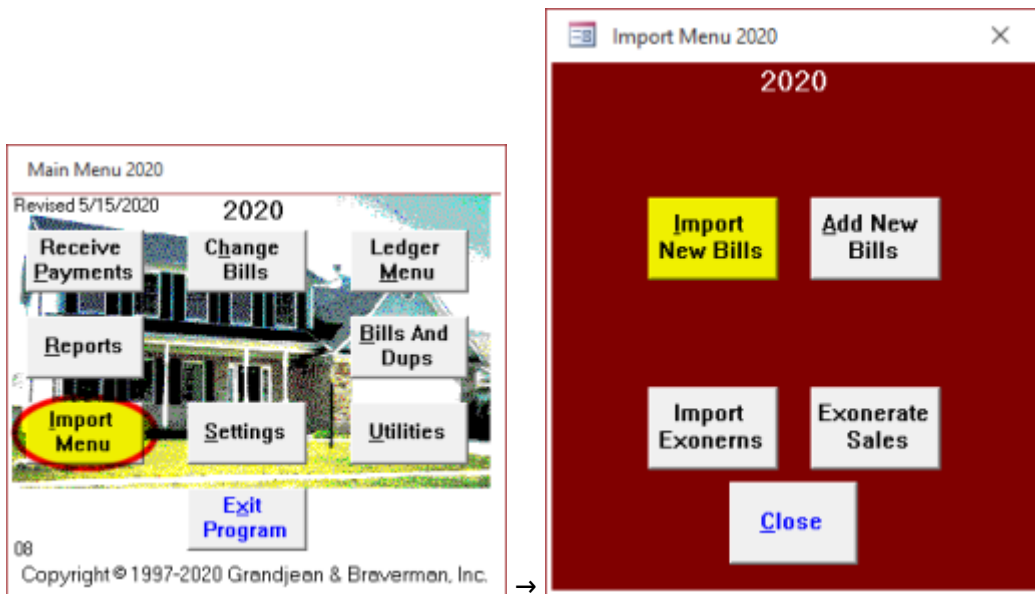 Main Menu 2020
Revised 5/15/2020
2020
Receive
Payments
Change
Bills
Ledger
Menu
Reports
Bills And
Dups
Import
Menu
Settings
Utilities
Exit
Program
08
Copyright © 1997-2020 Grandjean & Braverman, Inc.
→
Import Menu 2020
2020
Import
New Bills
Add New
Bills
Import
Exonerns
Exonerate
Sales
Close